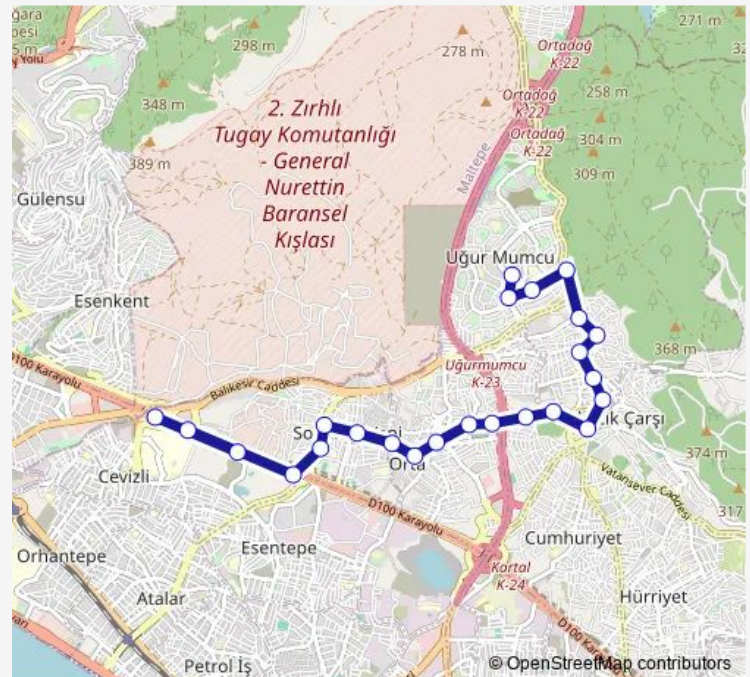 298 m
278 m
Ortadağ
K-22
271 m
348 m
389 m
2. Zırhlı
Tugay Komutanlığı
- General
Nurettin
Baransel
Kışlası
Ortadağ
K-22
Ortadağ
K-22
258 m
304 m
309 m
Maltepe
Gülensu
Uğur Mumcu
Esenkent
368 m
D100 Karayolu
Balıkesir Caddesi
Uğurmumcu
K-23
Çarşı
374 m
Orta
Cevizli
Vatansever Caddesi
317
D100 Karayolu
Esentepe
Cumhuriyet
Orhantepe
Kartal
K-24
Atalar
Hürriyet
D100 Kara
Petrol İş
© OpenStreetMap contributors